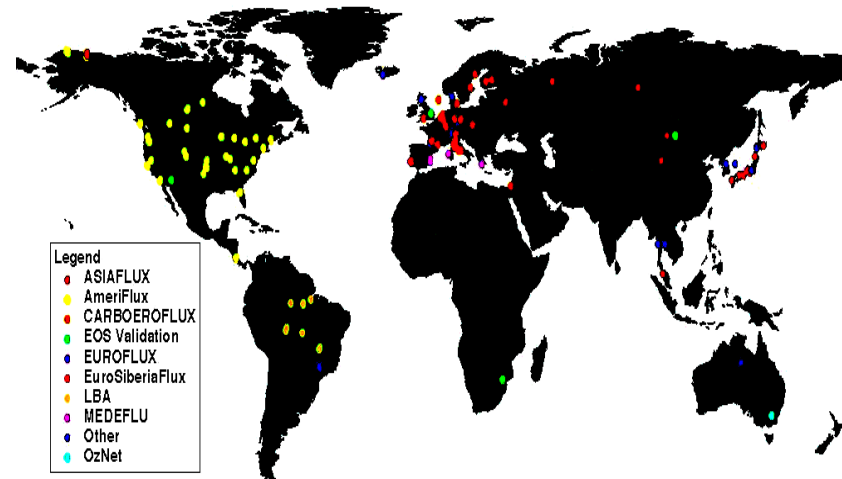 Legend
ASIAFLUX
AmeriFlux
CARBOEROFLUX
EOS Validation
EUROFLUX
EuroSiberiaFlux
LBA
MEDEFLU
Other
OzNet